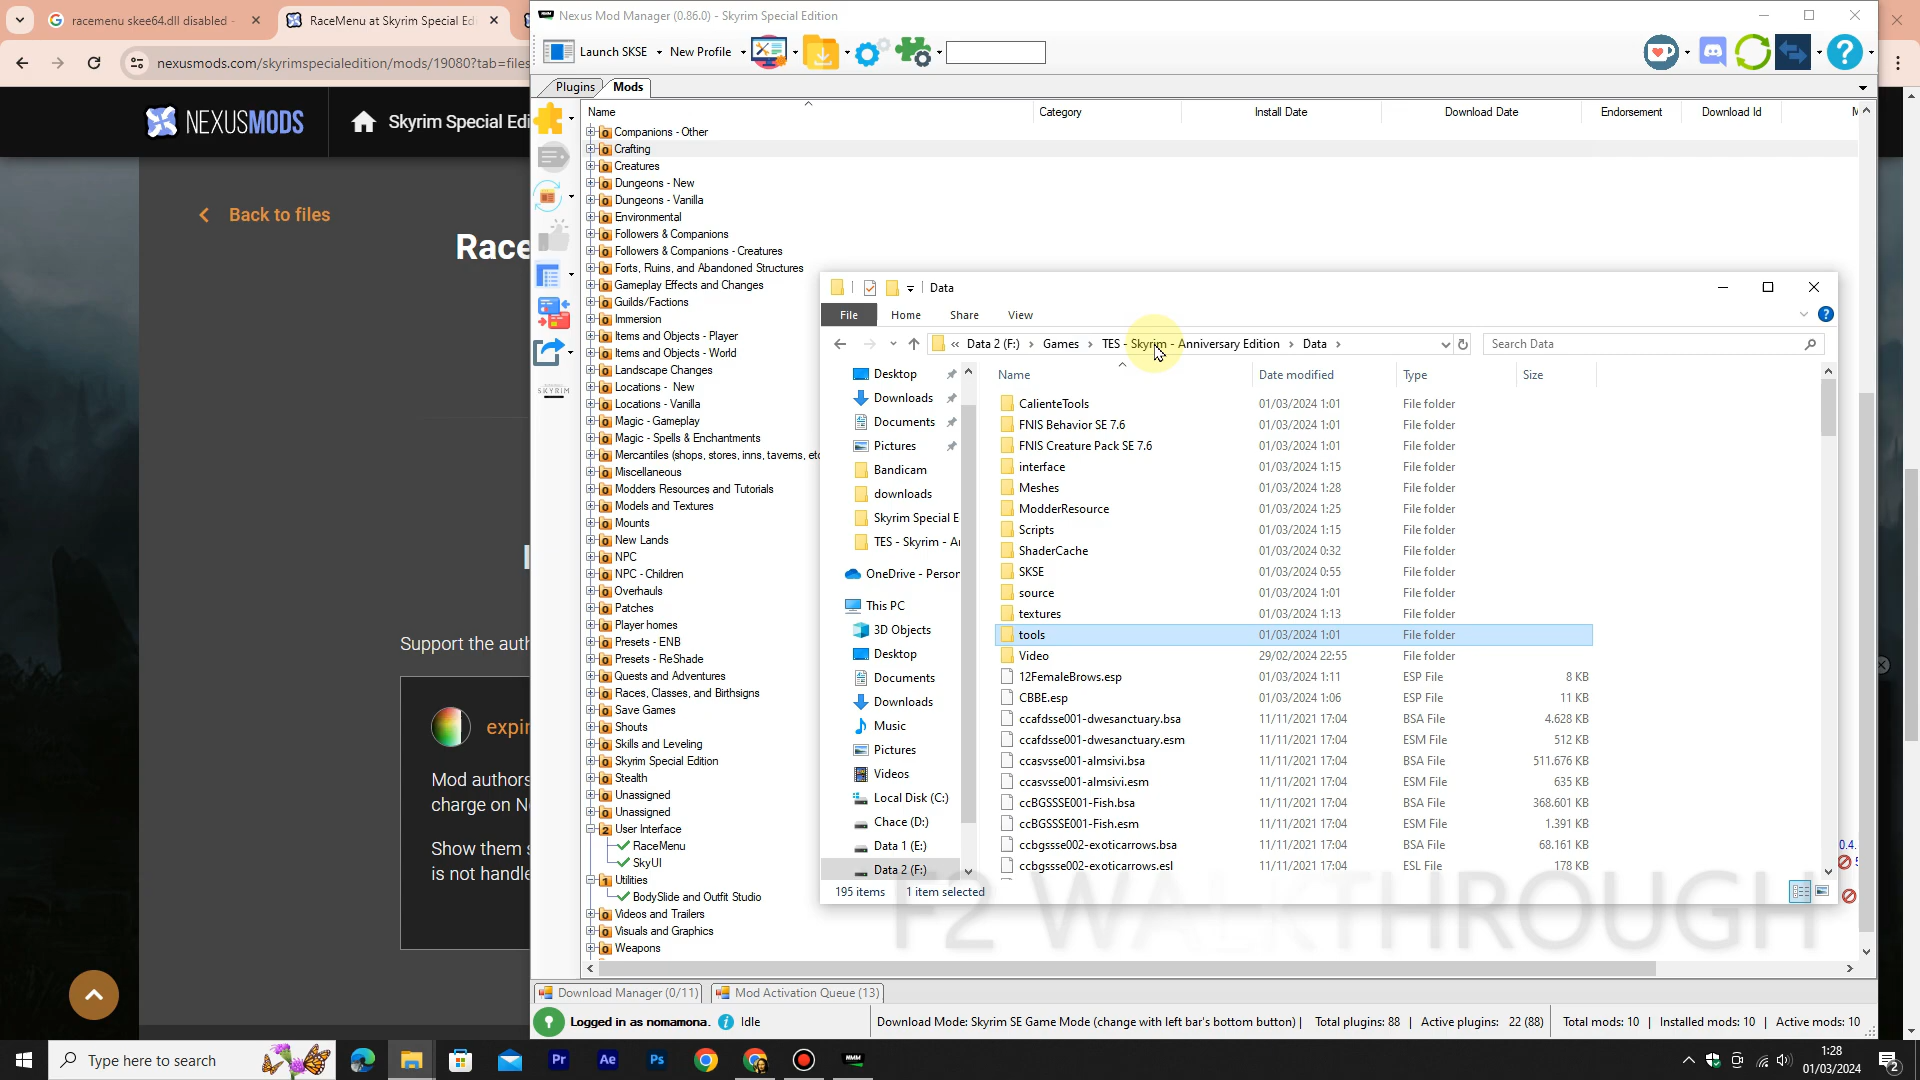 racemenu skee64.dll disabled -
RaceMenu at Skyrim Special Ed
nexusmods.com/skyrimspecialedition/mods/19080?tab=files
NEXUSMODS
Skyrim Special Edi
Back to files
Race
Support the auth
expir
Mod authors
charge on N
Show them s
is not handle
Nexus Mod Manager (0.86.0) - Skyrim Special Edition
Launch SKSE
New Profile
Plugins
Mods
Name
Category
Install Date
Download Date
Endorsement
Download Id
Companions - Other
Crafting
Creatures
Dungeons - New
Dungeons - Vanilla
Environmental
Followers & Companions
Followers & Companions - Creatures
Forts, Ruins, and Abandoned Structures
Gameplay Effects and Changes
Guilds/Factions
Immersion
Items and Objects - Player
Items and Objects - World
Landscape Changes
Locations - New
Locations - Vanilla
Magic - Gameplay
Magic - Spells & Enchantments
Mercantiles (shops, stores, inns, taverns, etc
Miscellaneous
Modders Resources and Tutorials
Models and Textures
Mounts
New Lands
NPC
NPC - Children
Overhauls
Patches
Player homes
Presets - ENB
Presets - ReShade
Quests and Adventures
Races, Classes, and Birthsigns
Save Games
Shouts
Skills and Leveling
Skyrim Special Edition
Stealth
Unassigned
Unassigned
User Interface
RaceMenu
SkyUI
Utilities
BodySlide and Outfit Studio
Videos and Trailers
Visuals and Graphics
Weapons
0.4.
Download Manager (0/11)
Mod Activation Queue (13)
Logged in as nomamona.
Idle
Download Mode: Skyrim SE Game Mode (change with left bar's bottom button) | Total plugins: 88 | Active plugins: 22 (88) Total mods: 10 | Installed mods: 10 | Active mods: 10
Data
File
Home
Share
View
Data 2 (F:)
Games
TES - Skyrim - Anniversary Edition
Data
Search Data
Desktop
Downloads
Documents
Pictures
Bandicam
downloads
Skyrim Special E
TES - Skyrim - A
OneDrive - Person
This PC
3D Objects
Desktop
Documents
Downloads
Music
Pictures
Videos
Local Disk (C:)
Chace (D:)
Data 1 (E:)
Data 2 (F:)
Name Date modified Type Size
CalienteTools 01/03/2024 1:01 File folder
FNIS Behavior SE 7.6 01/03/2024 1:01 File folder
FNIS Creature Pack SE 7.6 01/03/2024 1:01 File folder
interface 01/03/2024 1:15 File folder
Meshes 01/03/2024 1:28 File folder
ModderResource 01/03/2024 1:25 File folder
Scripts 01/03/2024 1:15 File folder
ShaderCache 01/03/2024 0:32 File folder
SKSE 01/03/2024 0:55 File folder
source 01/03/2024 1:01 File folder
textures 01/03/2024 1:13 File folder
tools 01/03/2024 1:01 File folder
Video 29/02/2024 22:55 File folder
12FemaleBrows.esp 01/03/2024 1:11 ESP File 8 KB
CBBE.esp 01/03/2024 1:06 ESP File 11 KB
ccafdsse001-dwesanctuary.bsa 11/11/2021 17:04 BSA File 4.628 KB
ccafdsse001-dwesanctuary.esm 11/11/2021 17:04 ESM File 512 KB
ccasvsse001-almsivi.bsa 11/11/2021 17:04 BSA File 511.676 KB
ccasvsse001-almsivi.esm 11/11/2021 17:04 ESM File 635 KB
ccBGSSSE001-Fish.bsa 11/11/2021 17:04 BSA File 368.601 KB
ccBGSSSE001-Fish.esm 11/11/2021 17:04 ESM File 1.391 KB
ccbgssse002-exoticarrows.bsa 11/11/2021 17:04 BSA File 68.161 KB
ccbgssse002-exoticarrows.esl 11/11/2021 17:04 ESL File 178 KB
195 items
1 item selected
F2 WALKTHROUGH
Type here to search
Pr
Ae
Ps
NMM
1:28
01/03/2024
2